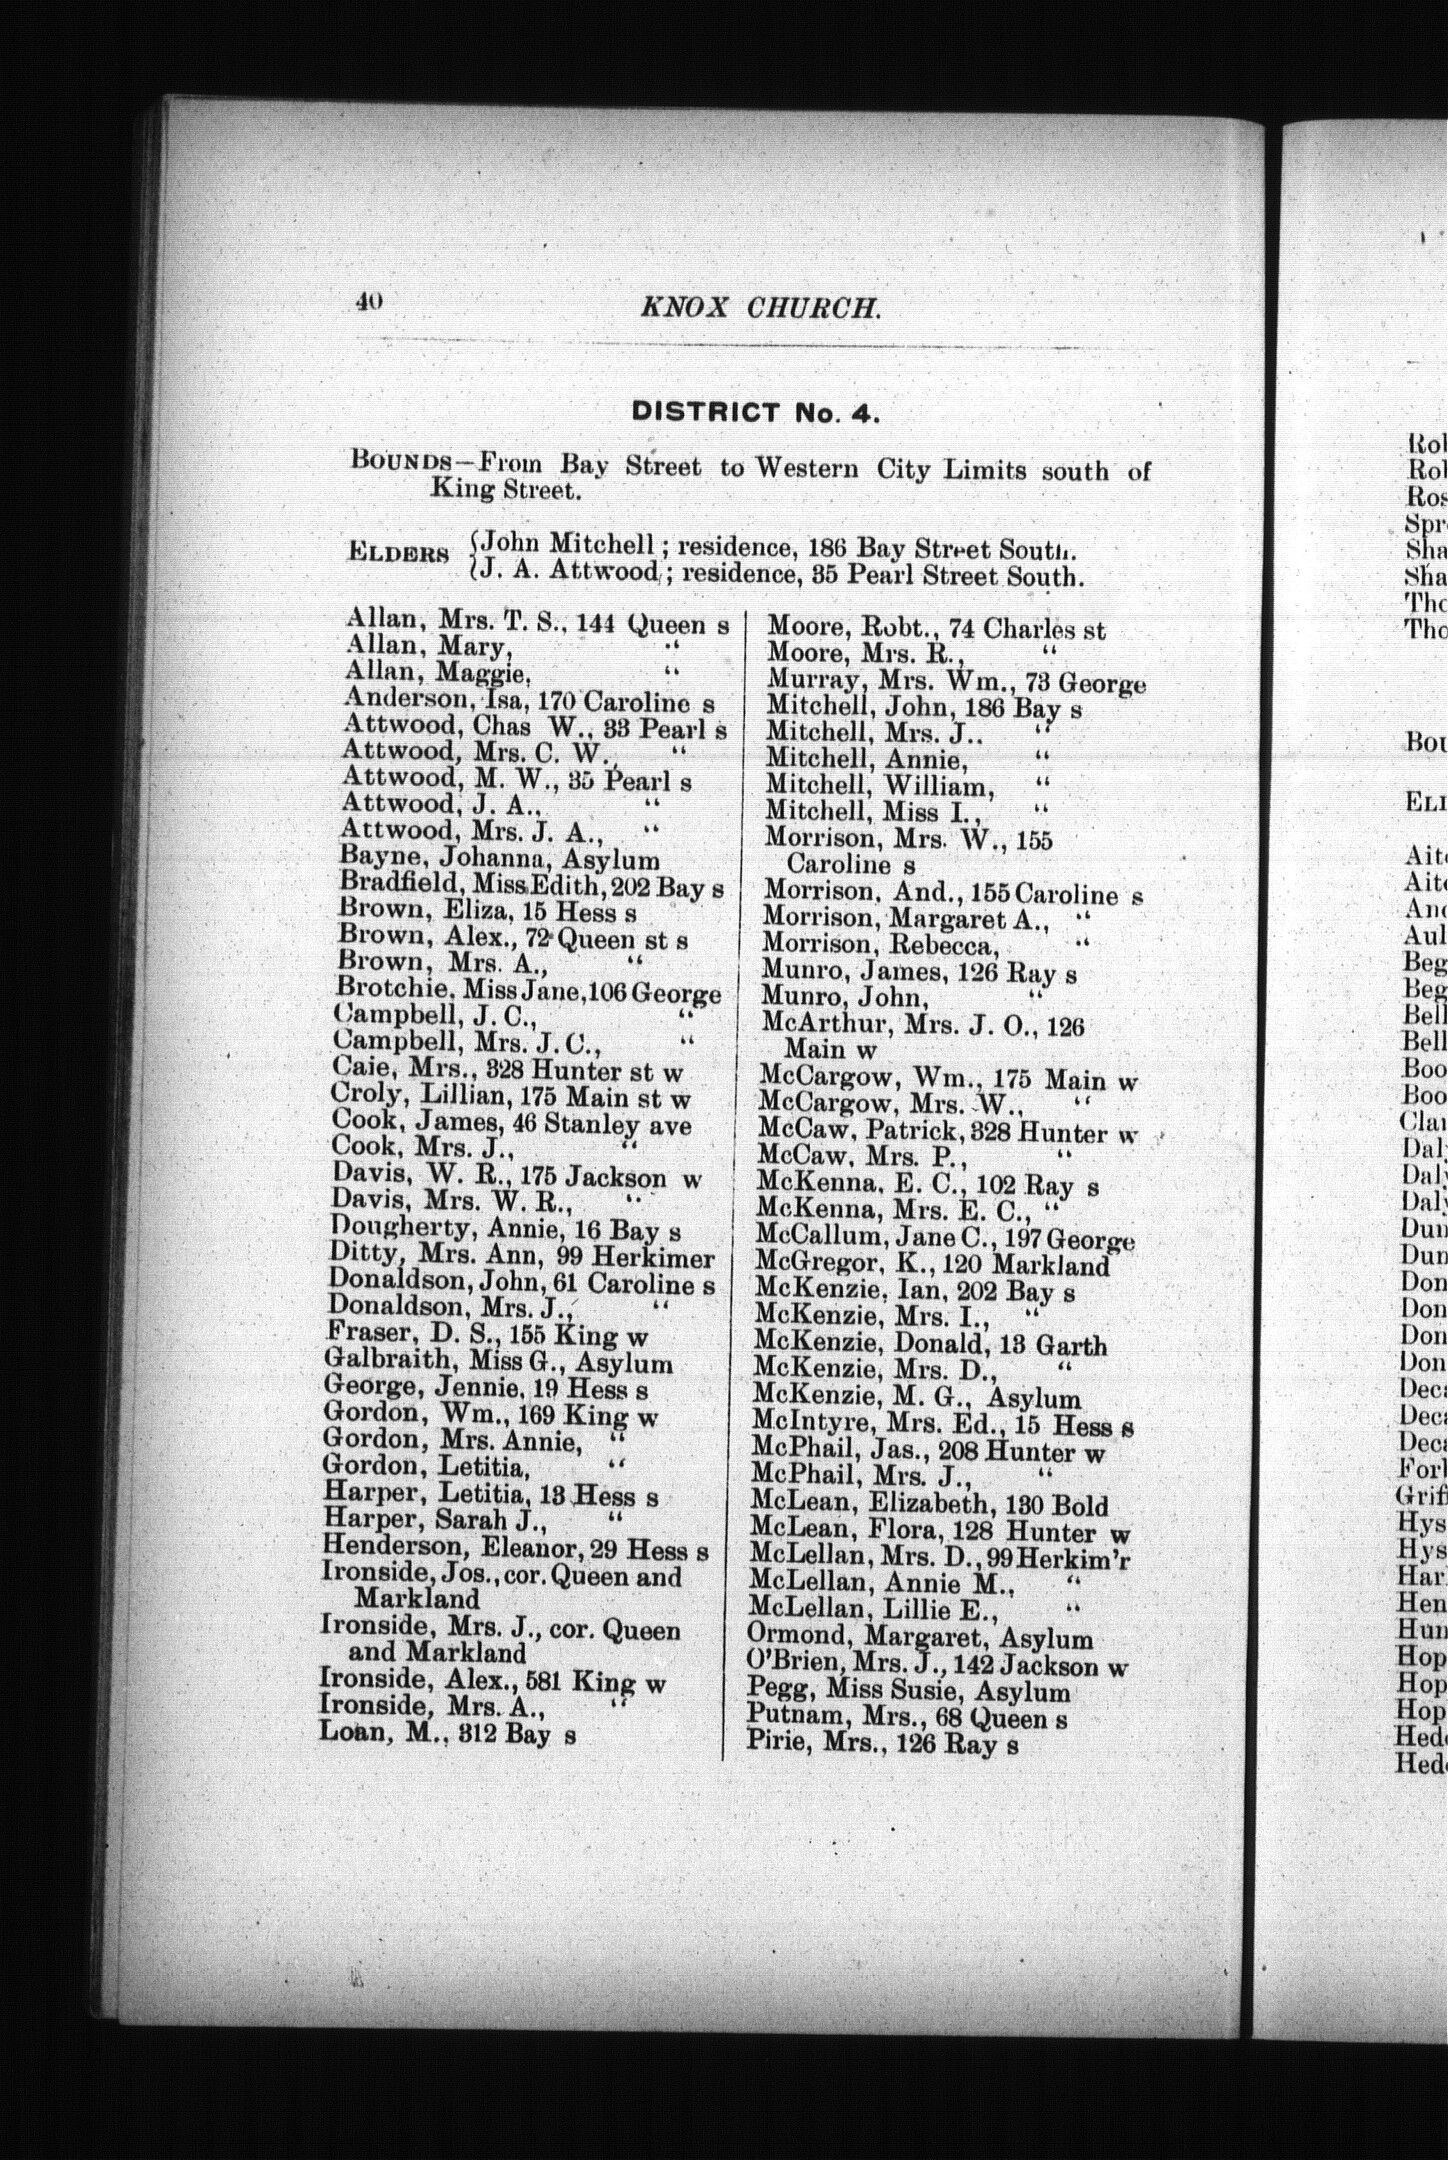 40
KNOX CHURCH.
DISTRICT No. 4.
BOUNDS—From Bay Street to Western City Limits south of
King Street.
ELDERS {John Mitchell ; residence, 186 Bay Street South.
{J. A. Attwood ; residence, 35 Pearl Street South.
Allan, Mrs. T. S., 144 Queen s
Allan, Mary, "
Allan, Maggie, "
Anderson, Isa, 170 Caroline s
Attwood, Chas W., 33 Pearl s
Attwood, Mrs. C. W., "
Attwood, M. W., 35 Pearl s
Attwood, J. A., "
Attwood, Mrs. J. A., "
Bayne, Johanna, Asylum
Bradfield, Miss Edith, 202 Bay s
Brown, Eliza, 15 Hess s
Brown, Alex., 72 Queen st s
Brown, Mrs. A., "
Brotchie, Miss Jane, 106 George
Campbell, J. C., "
Campbell, Mrs. J. C., "
Caie, Mrs., 328 Hunter st w
Croly, Lillian, 175 Main st w
Cook, James, 46 Stanley ave
Cook, Mrs. J., "
Davis, W. R., 175 Jackson w
Davis, Mrs. W. R., "
Dougherty, Annie, 16 Bay s
Ditty, Mrs. Ann, 99 Herkimer
Donaldson, John, 61 Caroline s
Donaldson, Mrs. J., "
Fraser, D. S., 155 King w
Galbraith, Miss G., Asylum
George, Jennie, 19 Hess s
Gordon, Wm., 169 King w
Gordon, Mrs. Annie, "
Gordon, Letitia, "
Harper, Letitia, 13 Hess s
Harper, Sarah J., "
Henderson, Eleanor, 29 Hess s
Ironside, Jos., cor. Queen and
Markland
Ironside, Mrs. J., cor. Queen
and Markland
Ironside, Alex., 581 King w
Ironside, Mrs. A., "
Loan, M., 312 Bay s
Moore, Robt., 74 Charles st
Moore, Mrs. R., "
Murray, Mrs. Wm., 73 George
Mitchell, John, 186 Bay s
Mitchell, Mrs. J., "
Mitchell, Annie, "
Mitchell, William, "
Mitchell, Miss I., "
Morrison, Mrs. W., 155
Caroline s
Morrison, And., 155 Caroline s
Morrison, Margaret A., "
Morrison, Rebecca, "
Munro, James, 126 Ray s
Munro, John, "
McArthur, Mrs. J. O., 126
Main w
McCargow, Wm., 175 Main w
McCargow, Mrs. W., "
McCaw, Patrick, 328 Hunter w
McCaw, Mrs. P., "
McKenna, E. C., 102 Ray s
McKenna, Mrs. E. C., "
McCallum, Jane C., 197 George
McGregor, K., 120 Markland
McKenzie, Ian, 202 Bay s
McKenzie, Mrs. I., "
McKenzie, Donald, 13 Garth
McKenzie, Mrs. D., "
McKenzie, M. G., Asylum
McIntyre, Mrs. Ed., 15 Hess s
McPhail, Jas., 208 Hunter w
McPhail, Mrs. J., "
McLean, Elizabeth, 130 Bold
McLean, Flora, 128 Hunter w
McLellan, Mrs. D., 99 Herkim'r
McLellan, Annie M., "
McLellan, Lillie E., "
Ormond, Margaret, Asylum
O'Brien, Mrs. J., 142 Jackson w
Pegg, Miss Susie, Asylum
Putnam, Mrs., 68 Queen s
Pirie, Mrs., 126 Ray s